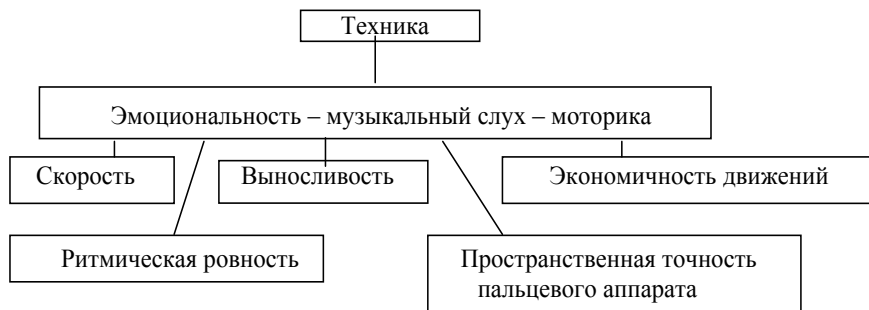 Техника
Эмоциональность – музыкальный слух – моторика
Скорость
Выносливость
Экономичность движений
Ритмическая ровность
Пространственная точность
пальцевого аппарата